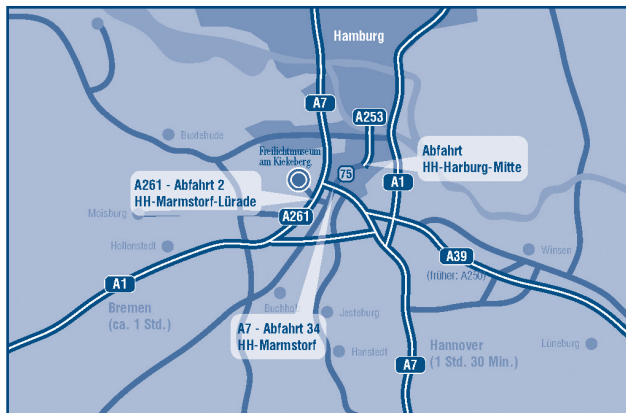 Hamburg
A7
A253
Buxtehude
Freilichtmuseum
am Kiekeberg
75
Abfahrt
HH-Harburg-Mitte
A261 - Abfahrt 2
HH-Marmstorf-Lürade
A1
Moisburg
A261
Hollenstedt
Winsen
A39
(früher: A250)
A1
Bremen
(ca. 1 Std.)
Buchholz
Jesteburg
A7 - Abfahrt 34
HH-Marmstorf
Hanstedt
Hannover
(1 Std. 30 Min.)
Lüneburg
A7